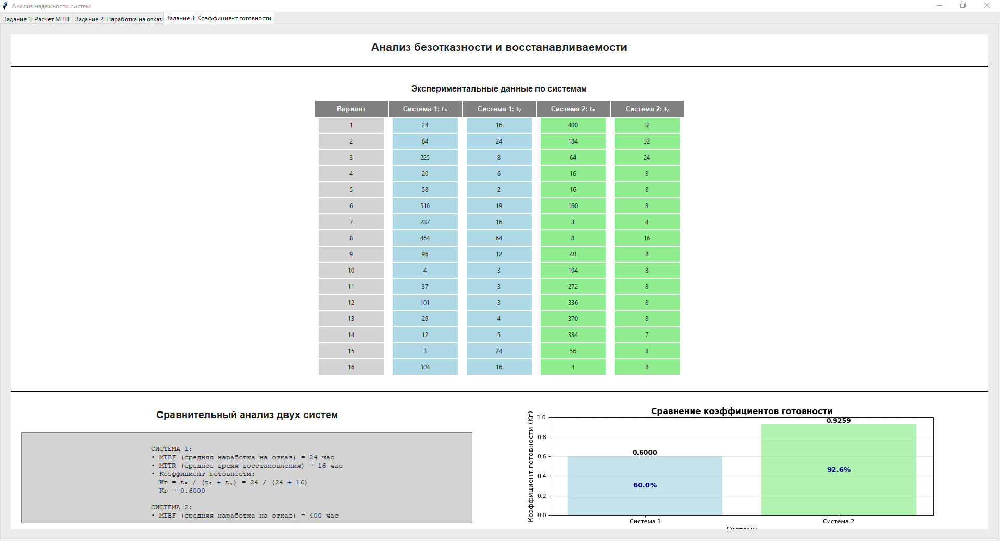 Анализ надежности систем
Задание 1: Расчет MTBF Задание 2: Наработка на отказ Задание 3: Коэффициент готовности
Анализ безотказности и восстанавливаемости
Экспериментальные данные по системам
Вариант Система 1: tₒ Система 1: tᵥ Система 2: tₒ Система 2: tᵥ
1 24 16 400 32
2 84 24 184 32
3 225 8 64 24
4 20 6 16 8
5 58 2 16 8
6 516 19 160 8
7 287 16 8 4
8 464 64 8 16
9 96 12 48 8
10 4 3 104 8
11 37 3 272 8
12 101 3 336 8
13 29 4 370 8
14 12 5 384 7
15 3 24 56 8
16 304 16 4 8
Сравнительный анализ двух систем
СИСТЕМА 1:
• MTBF (средняя наработка на отказ) = 24 час
• MTTR (среднее время восстановления) = 16 час
• Коэффициент готовности:
Кг = tₒ / (tₒ + tᵥ) = 24 / (24 + 16)
Кг = 0.6000
СИСТЕМА 2:
• MTBF (средняя наработка на отказ) = 400 час
Сравнение коэффициентов готовности
Коэффициент готовности (Кг)
1.0
0.8
0.6
0.4
0.2
0.0
0.6000
60.0%
0.9259
92.6%
Система 1 Система 2
Системы